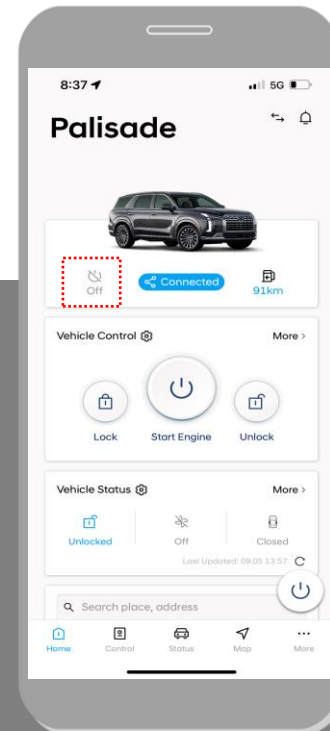 8:37 5G
Palisade
Off Connected 91km
Vehicle Control More >
Lock Start Engine Unlock
Vehicle Status More >
Unlocked Off Closed
Last Updated: 09.05 13:57
Search place, address
Home Control Status Map More